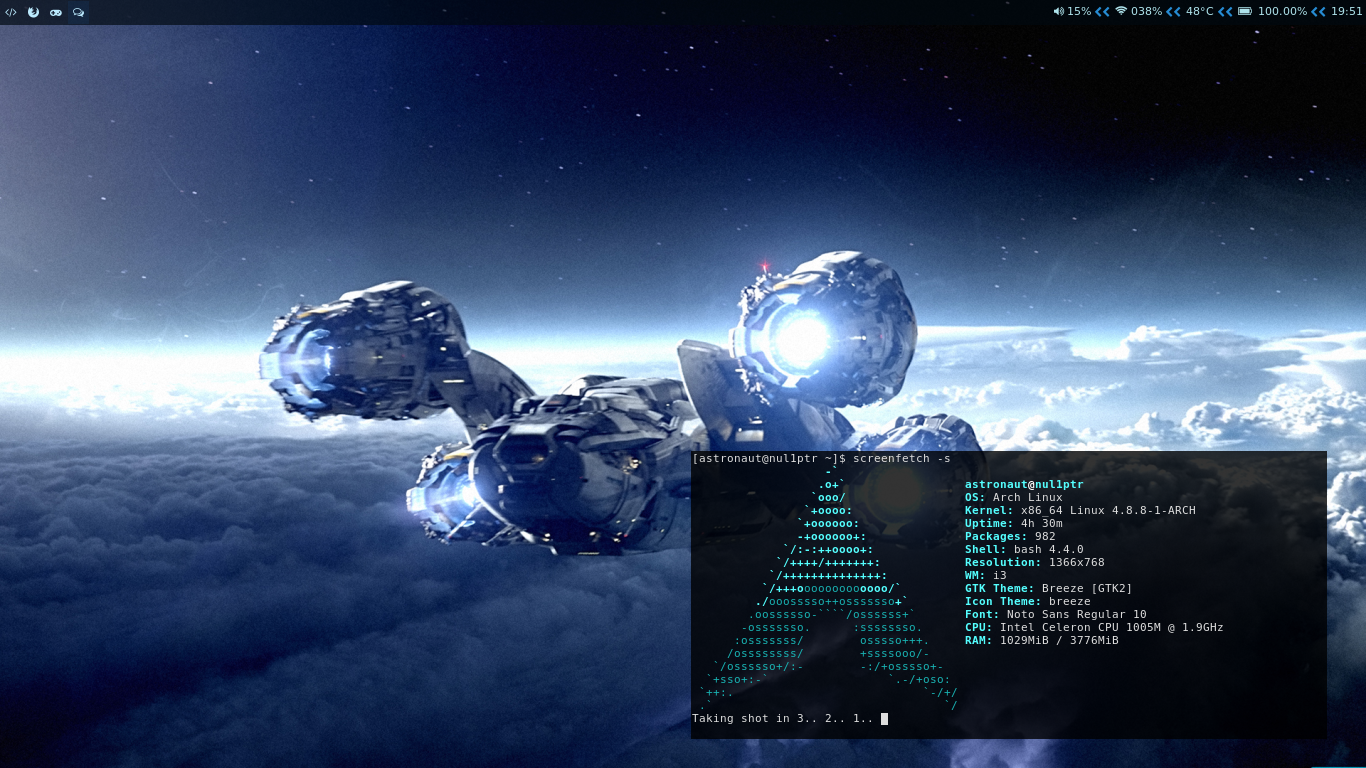 15% 038% 48°C 100.00% 19:51
[astronaut@nul1ptr ~]$ screenfetch -s
-`
.o+` astronaut@nul1ptr
`ooo/ OS: Arch Linux
`+oooo: Kernel: x86_64 Linux 4.8.8-1-ARCH
`+oooooo: Uptime: 4h 30m
-+oooooo+: Packages: 982
`/:-:++oooo+: Shell: bash 4.4.0
`/++++/+++++++: Resolution: 1366x768
`/++++++++++++++: WM: i3
`/+++ooooooooooooo/` GTK Theme: Breeze [GTK2]
./ooosssso++osssssso+` Icon Theme: breeze
.oossssso-````/ossssss+` Font: Noto Sans Regular 10
-osssssso. :ssssssso. CPU: Intel Celeron CPU 1005M @ 1.9GHz
:osssssss/ osssso+++. RAM: 1029MiB / 3776MiB
/ossssssss/ +ssssooo/-
`/ossssso+/:- -:/+osssso+-
`+sso+:-` `.-/+oso:
`++:. `-/+/
.` `/
Taking shot in 3.. 2.. 1..